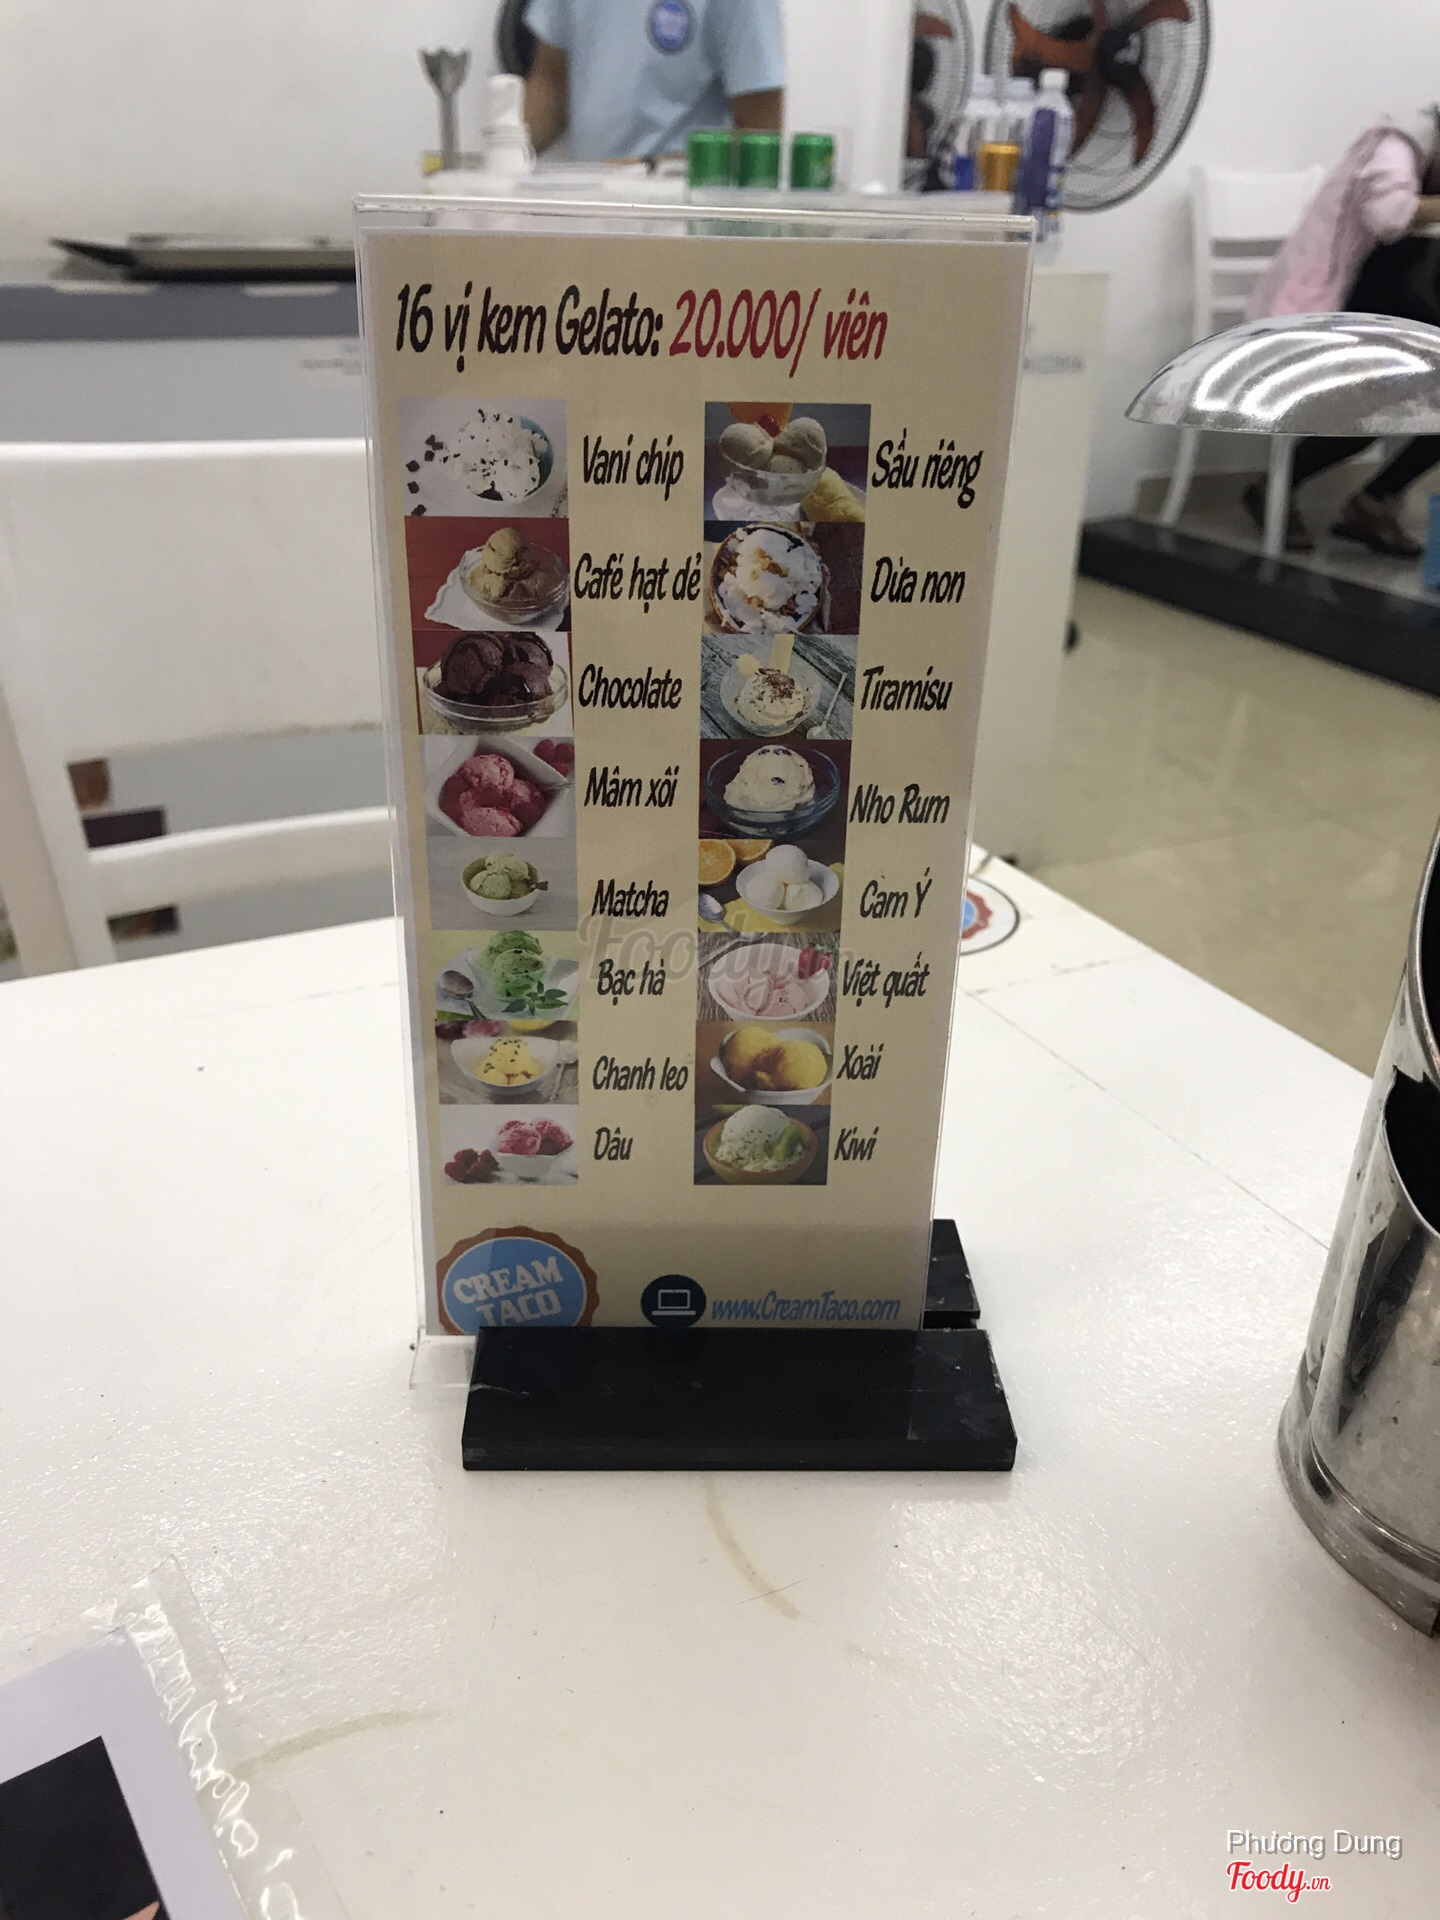 16 vị kem Gelato: 20.000/ viên
Vani chip
Sầu riêng
Café hạt dẻ
Dừa non
Chocolate
Tiramisu
Mâm xôi
Nho Rum
Matcha
Cam Ý
Bạc hà
Việt quất
Chanh leo
Xoài
Dâu
Kiwi
CREAM
TACO
www.CreamTaco.com
Foody.vn
Phương Dung
Foody.vn